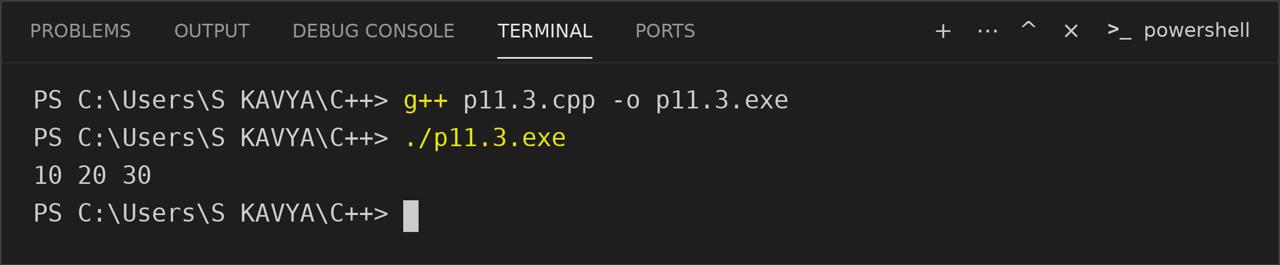 PROBLEMS OUTPUT DEBUG CONSOLE TERMINAL PORTS + ··· ^ × >_ powershell
PS C:\Users\S KAVYA\C++> g++ p11.3.cpp -o p11.3.exe
PS C:\Users\S KAVYA\C++> ./p11.3.exe
10 20 30
PS C:\Users\S KAVYA\C++>